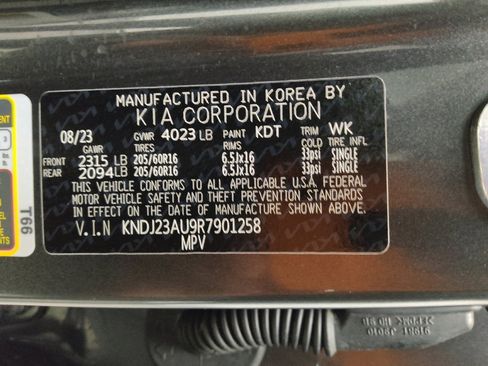 MANUFACTURED IN KOREA BY
KIA CORPORATION
08/23 GVWR 4023 LB PAINT KDT TRIM WK
GAWR TIRES RIMS COLD TIRE INFL
FRONT 2315 LB 205/60R16 6.5Jx16 33psi SINGLE
REAR 2094 LB 205/60R16 6.5Jx16 33psi SINGLE
THIS VEHICLE CONFORMS TO ALL APPLICABLE U.S.A. FEDERAL
MOTOR VEHICLE SAFETY AND THEFT PREVENTION STANDARDS
IN EFFECT ON THE DATE OF MANUFACTURE SHOWN ABOVE.
V.I.N KNDJ23AU9R7901258
MPV
T66